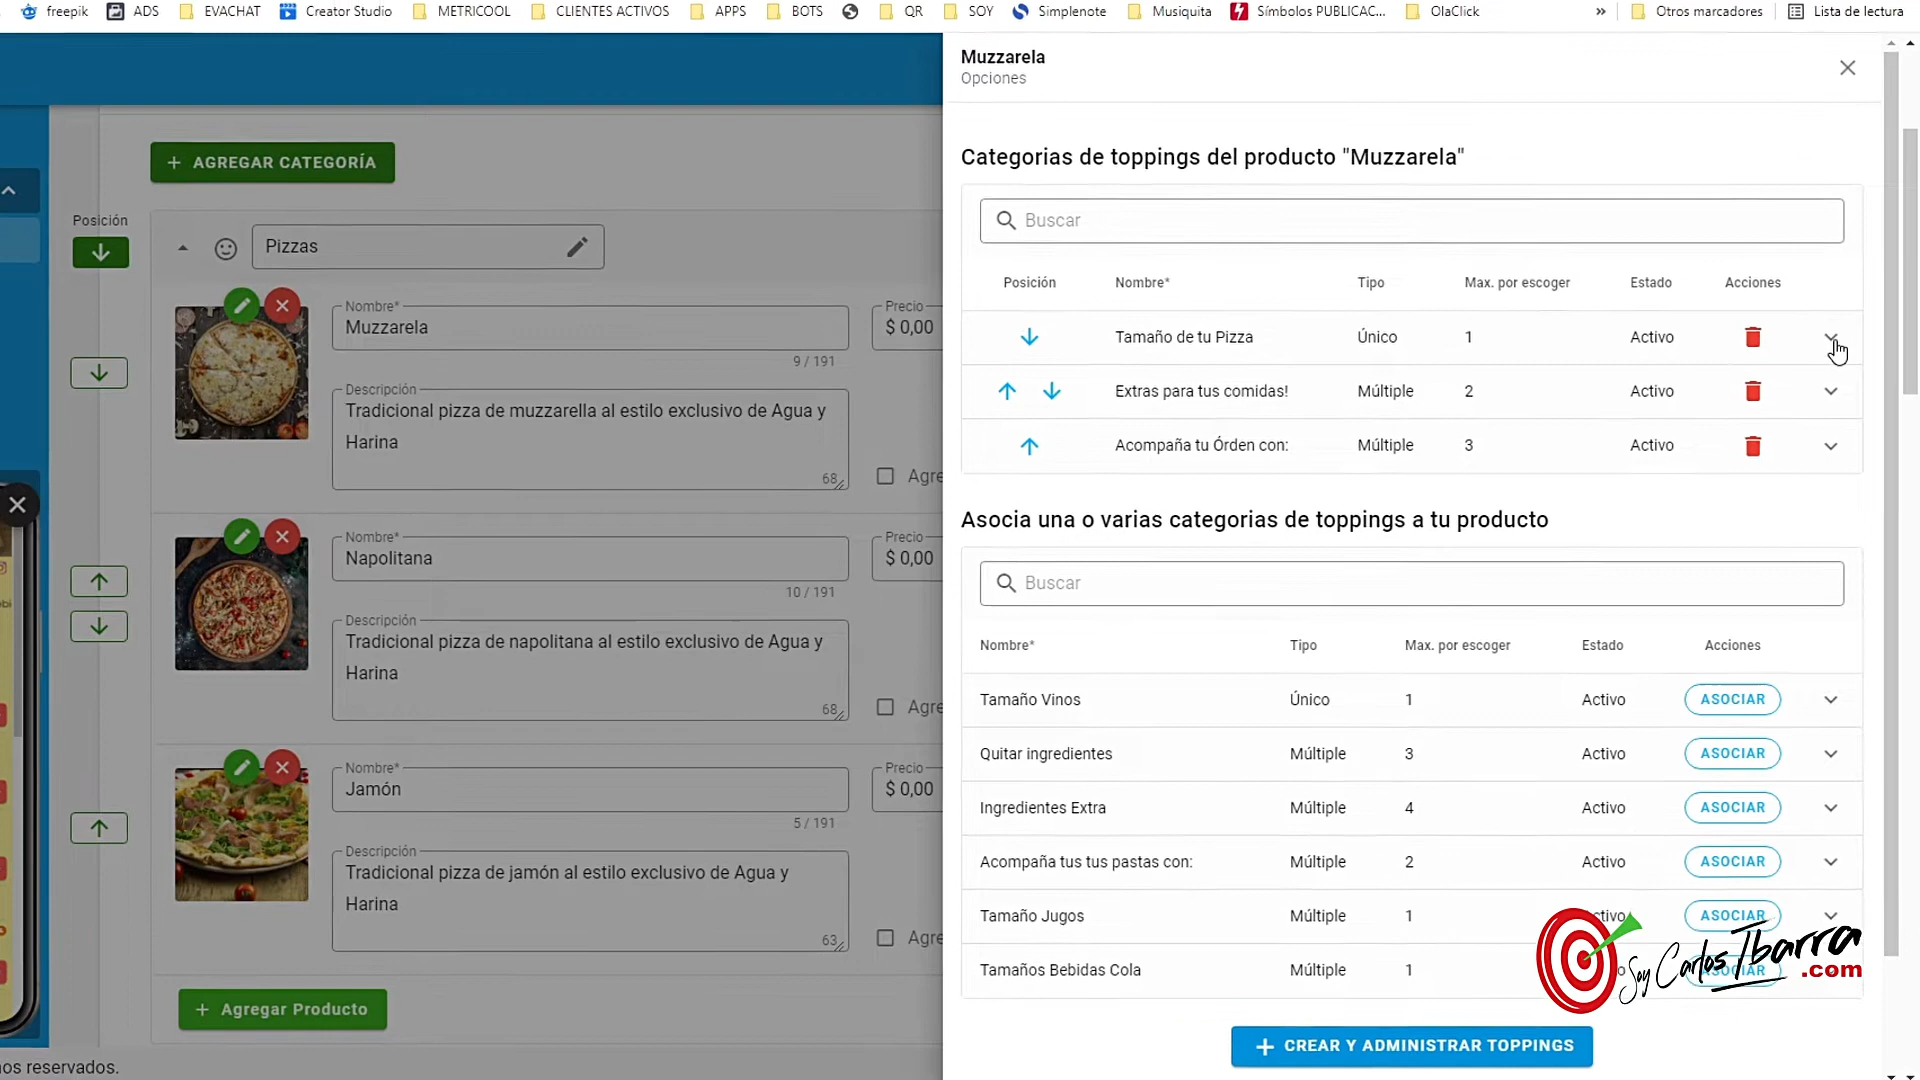 freepik ADS EVACHAT Creator Studio METRICOOL CLIENTES ACTIVOS APPS BOTS QR SOY Simplenote Musiquita Símbolos PUBLICAC... OlaClick » Otros marcadores Lista de lectura
+ AGREGAR CATEGORÍA
Posición
Pizzas
Nombre*
Muzzarela
9 / 191
Precio
$ 0,00
Descripción
Tradicional pizza de muzzarella al estilo exclusivo de Agua y
Harina
68
Agre
Nombre*
Napolitana
10 / 191
Precio
$ 0,00
Descripción
Tradicional pizza de napolitana al estilo exclusivo de Agua y
Harina
68
Agre
Nombre*
Jamón
5 / 191
Precio
$ 0,00
Descripción
Tradicional pizza de jamón al estilo exclusivo de Agua y
Harina
63
Agre
+ Agregar Producto
os reservados.
Muzzarela
Opciones
Categorias de toppings del producto "Muzzarela"
Buscar
Posición Nombre* Tipo Max. por escoger Estado Acciones
Tamaño de tu Pizza Único 1 Activo
Extras para tus comidas! Múltiple 2 Activo
Acompaña tu Órden con: Múltiple 3 Activo
Asocia una o varias categorias de toppings a tu producto
Buscar
Nombre* Tipo Max. por escoger Estado Acciones
Tamaño Vinos Único 1 Activo ASOCIAR
Quitar ingredientes Múltiple 3 Activo ASOCIAR
Ingredientes Extra Múltiple 4 Activo ASOCIAR
Acompaña tus tus pastas con: Múltiple 2 Activo ASOCIAR
Tamaño Jugos Múltiple 1 ctivo ASOCIAR
Tamaños Bebidas Cola Múltiple 1 o ASOCIAR
Soy Carlos Ibarra
.com
+ CREAR Y ADMINISTRAR TOPPINGS